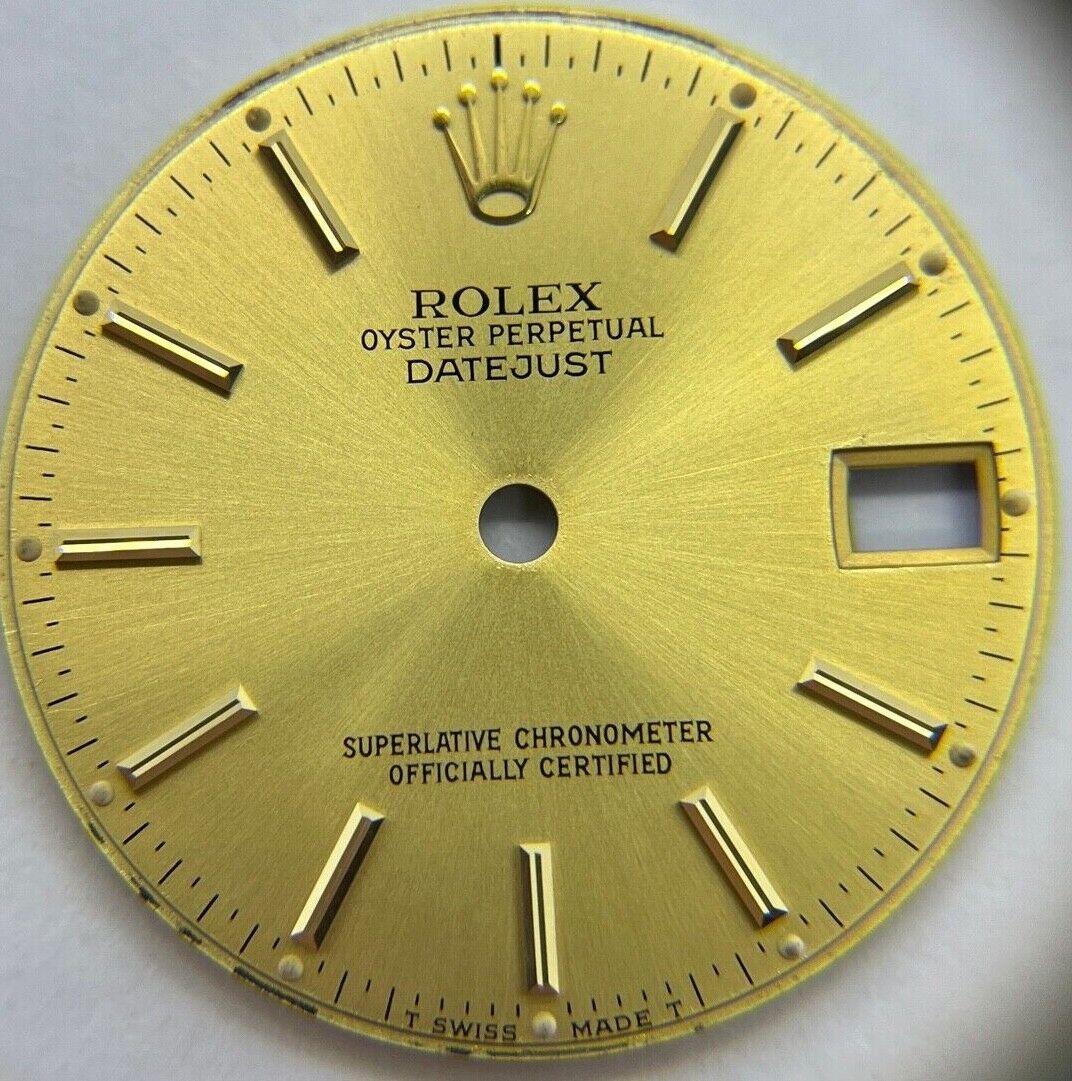 ROLEX
OYSTER PERPETUAL
DATEJUST
SUPERLATIVE CHRONOMETER
OFFICIALLY CERTIFIED
T SWISS MADE T